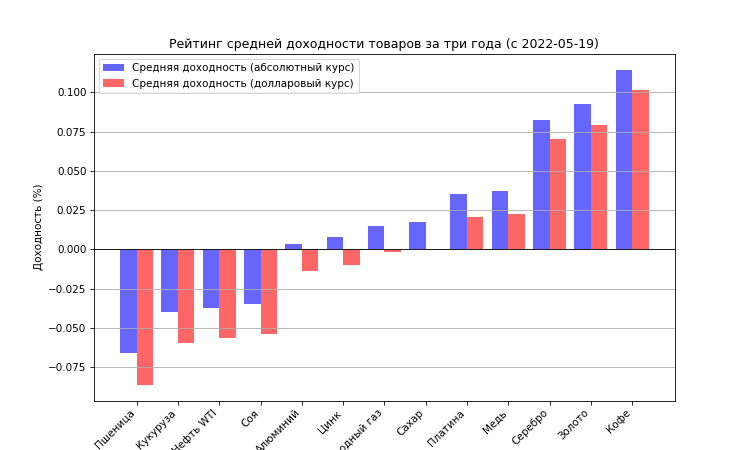 Рейтинг средней доходности товаров за три года (с 2022-05-19)
Средняя доходность (абсолютный курс)
Средняя доходность (долларовый курс)
Доходность (%)
0.100
0.075
0.050
0.025
0.000
−0.025
−0.050
−0.075
Пшеница
Кукуруза
Нефть WTI
Соя
Алюминий
Цинк
газ
Сахар
Платина
Медь
Серебро
Золото
Кофе